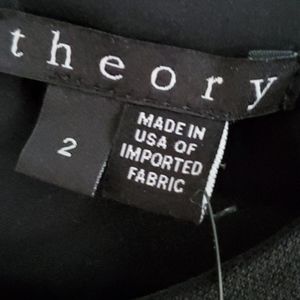 theory
2
MADE IN
USA OF
IMPORTED
FABRIC